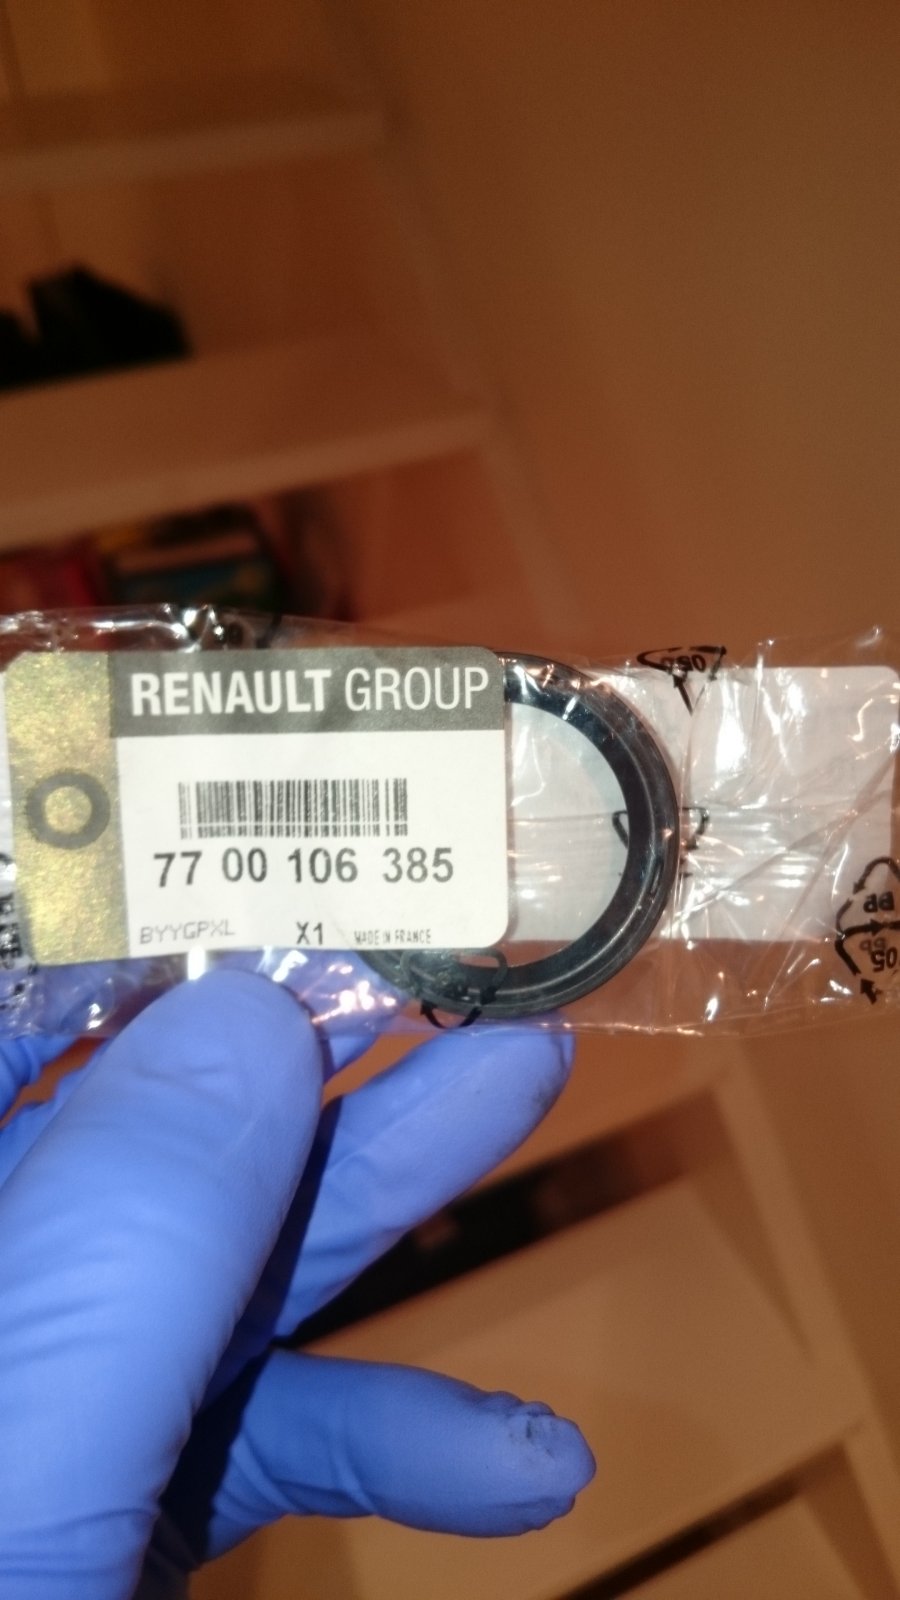 RENAULT GROUP
77 00 106 385
BYYGPXL X1 MADE IN FRANCE